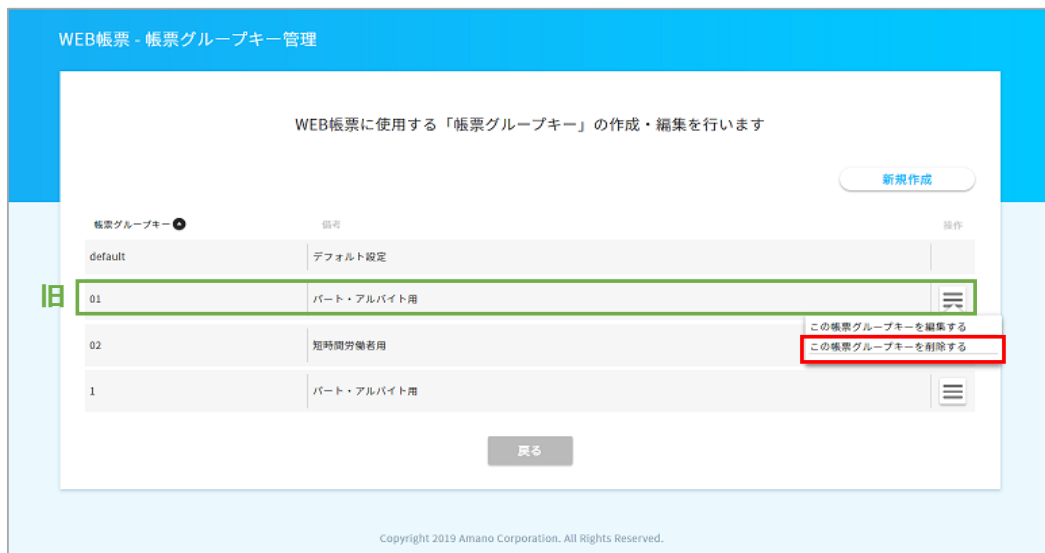 WEB帳票 - 帳票グループキー管理
WEB帳票に使用する「帳票グループキー」の作成・編集を行います
新規作成
帳票グループキー 備考 操作
default デフォルト設定
旧 01 パート・アルバイト用
この帳票グループキーを編集する
02 短時間労働者用 この帳票グループキーを削除する
1 パート・アルバイト用
戻る
Copyright 2019 Amano Corporation. All Rights Reserved.